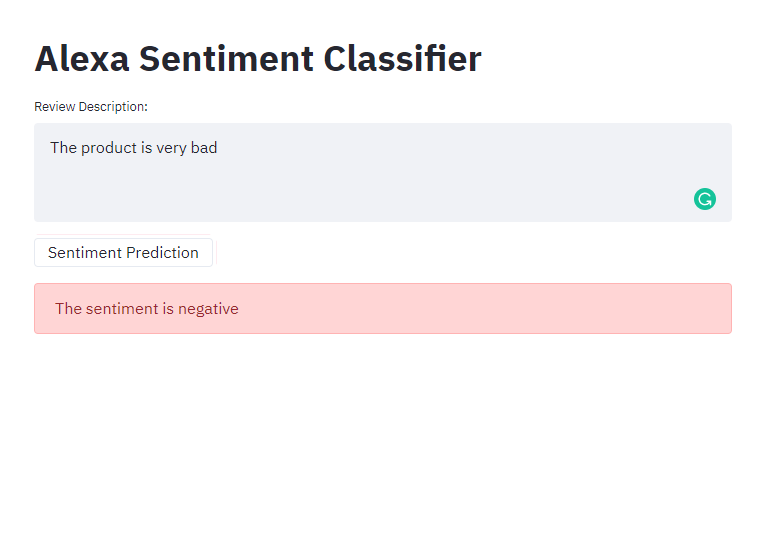 Alexa Sentiment Classifier
Review Description:
The product is very bad
Sentiment Prediction
The sentiment is negative